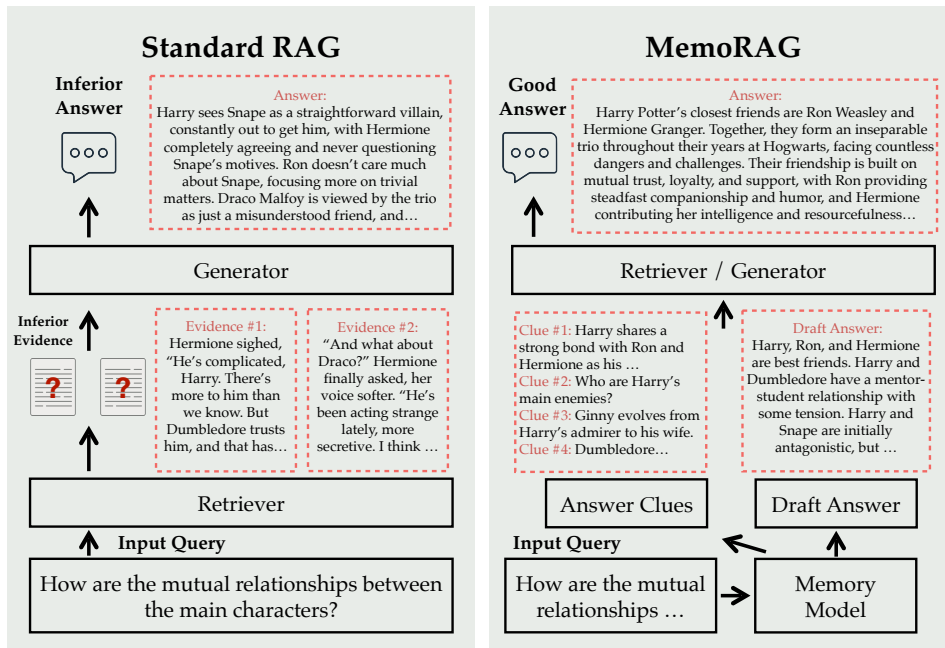 Standard RAG
Inferior
Answer
Answer:
Harry sees Snape as a straightforward villain,
constantly out to get him, with Hermione
completely agreeing and never questioning
Snape's motives. Ron doesn't care much
about Snape, focusing more on trivial
matters. Draco Malfoy is viewed by the trio
as just a misunderstood friend, and…
Generator
Inferior
Evidence
?
?
Evidence #1:
Hermione sighed,
"He's complicated,
Harry. There's
more to him than
we know. But
Dumbledore trusts
him, and that has…
Evidence #2:
"And what about
Draco?" Hermione
finally asked, her
voice softer. "He's
been acting strange
lately, more
secretive. I think …
Retriever
Input Query
How are the mutual relationships between
the main characters?
MemoRAG
Good
Answer
Answer:
Harry Potter's closest friends are Ron Weasley and
Hermione Granger. Together, they form an inseparable
trio throughout their years at Hogwarts, facing countless
dangers and challenges. Their friendship is built on
mutual trust, loyalty, and support, with Ron providing
steadfast companionship and humor, and Hermione
contributing her intelligence and resourcefulness…
Retriever / Generator
Clue #1: Harry shares a
strong bond with Ron and
Hermione as his …
Clue #2: Who are Harry's
main enemies?
Clue #3: Ginny evolves from
Harry's admirer to his wife.
Clue #4: Dumbledore…
Draft Answer:
Harry, Ron, and Hermione
are best friends. Harry and
Dumbledore have a mentor-
student relationship with
some tension. Harry and
Snape are initially
antagonistic, but …
Answer Clues
Draft Answer
Input Query
How are the mutual
relationships …
Memory
Model